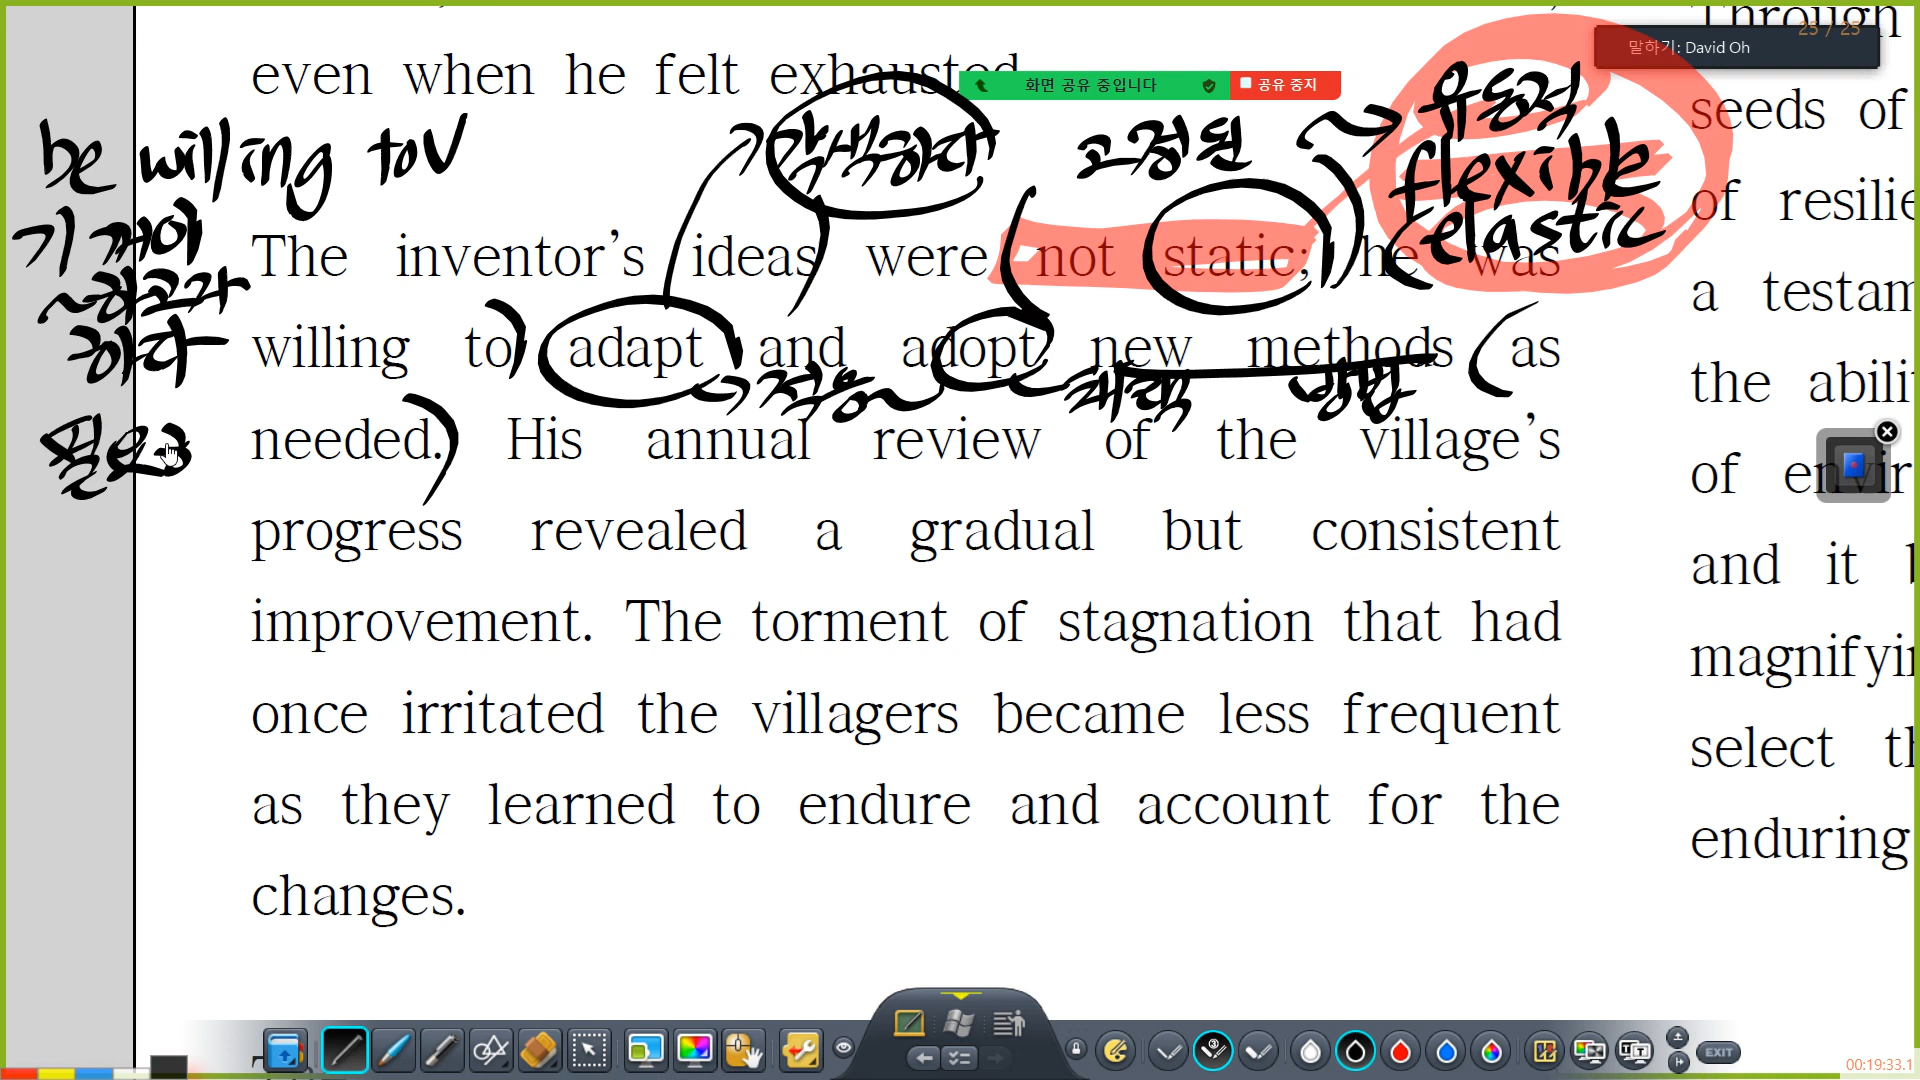 even when he felt exhausted
화면 공유 중입니다
공유 중지
말하기: David Oh
25 / 25
be willing to V
각색하다
고정된
유동적
flexible
elastic
기꺼이
~하고자
하다
The inventor's ideas were not static; he was
willing to adapt and adopt new methods as
적응
채택
방법
필요
needed. His annual review of the village's
progress revealed a gradual but consistent
improvement. The torment of stagnation that had
once irritated the villagers became less frequent
as they learned to endure and account for the
changes.
Through
seeds of
of resilie
a testam
the abili
of envir
and it b
magnifyin
select th
enduring
EXIT
00:19:33.1